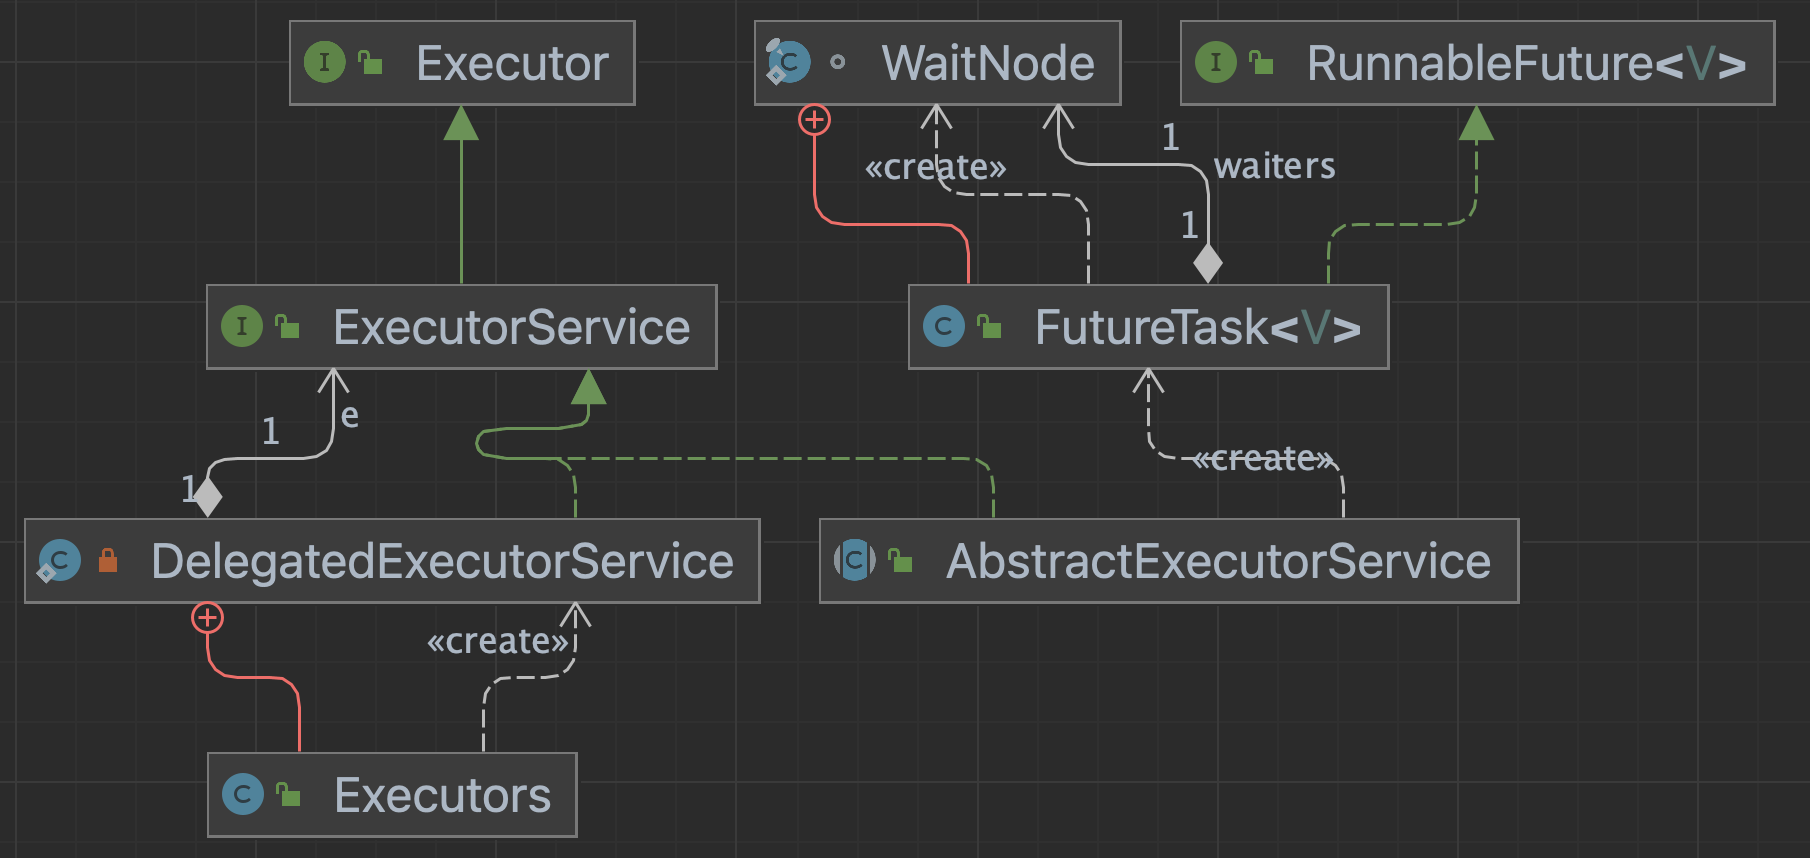 Executor
WaitNode
RunnableFuture<V>
«create»
1
waiters
1
ExecutorService
FutureTask<V>
1
e
1
«create»
DelegatedExecutorService
AbstractExecutorService
«create»
Executors